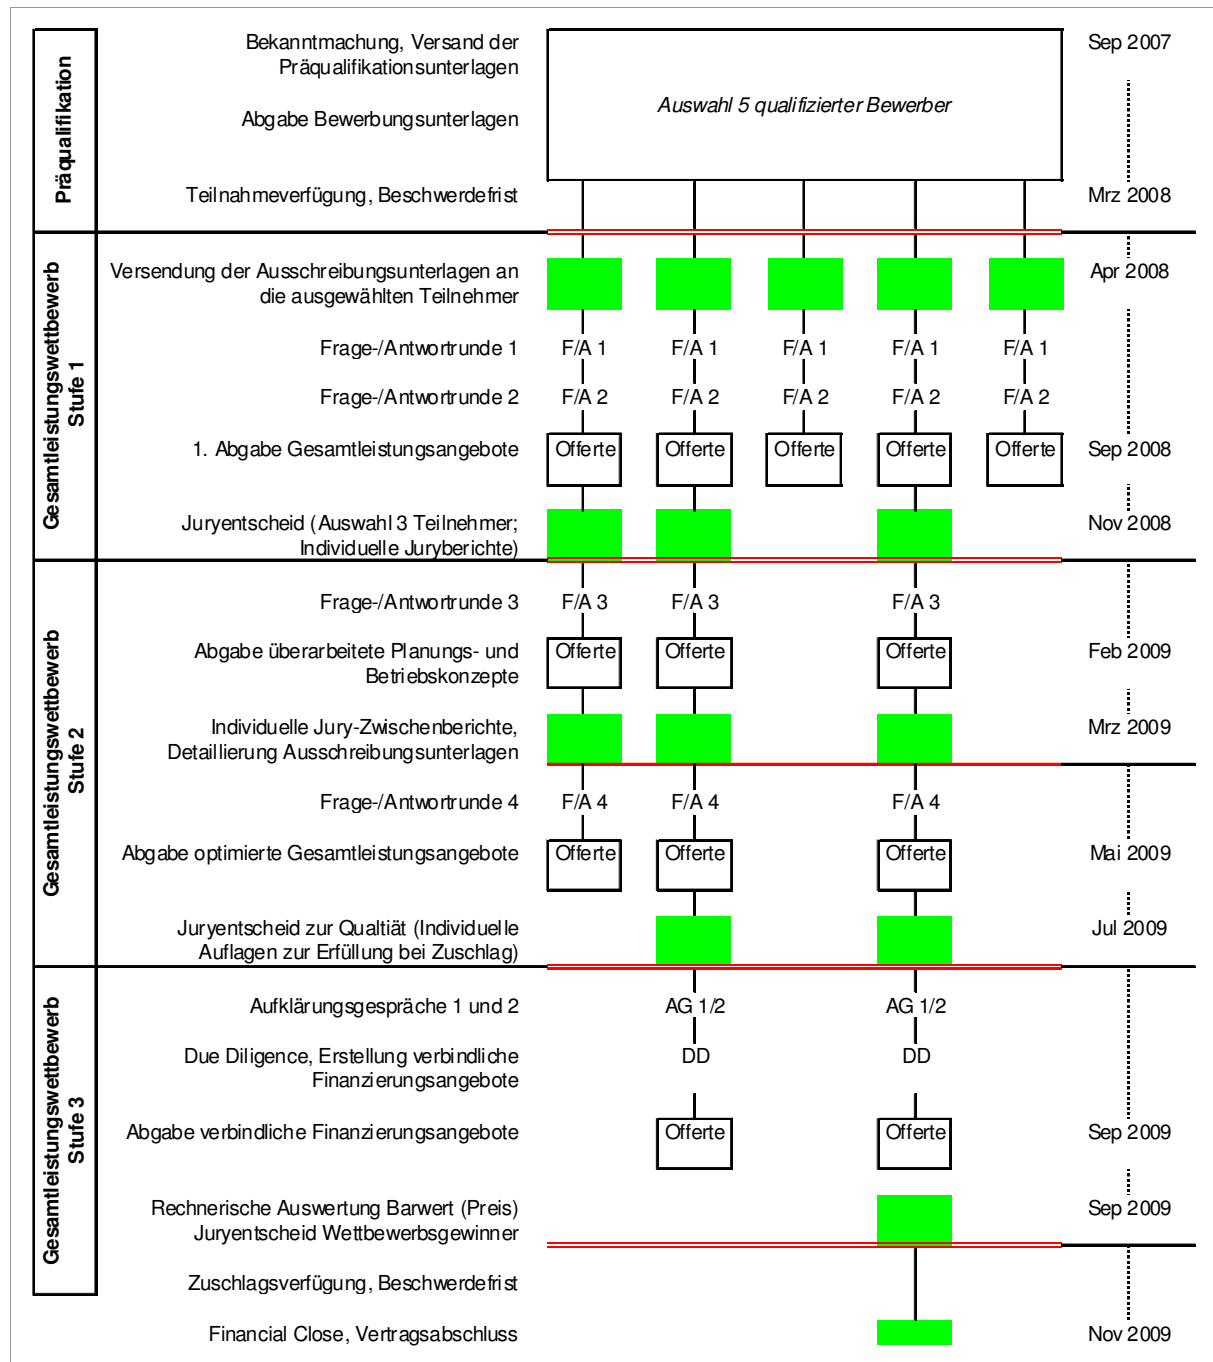 Präqualifikation
Bekanntmachung, Versand der
Präqualifikationsunterlagen
Sep 2007
Auswahl 5 qualifizierter Bewerber
Abgabe Bewerbungsunterlagen
Teilnahmeverfügung, Beschwerdefrist
Mrz 2008
Gesamtleistungswettbewerb
Stufe 1
Versendung der Ausschreibungsunterlagen an
die ausgewählten Teilnehmer
Apr 2008
Frage-/Antwortrunde 1 F/A 1 F/A 1 F/A 1 F/A 1 F/A 1
Frage-/Antwortrunde 2 F/A 2 F/A 2 F/A 2 F/A 2 F/A 2
1. Abgabe Gesamtleistungsangebote Offerte Offerte Offerte Offerte Offerte Sep 2008
Juryentscheid (Auswahl 3 Teilnehmer;
Individuelle Juryberichte)
Nov 2008
Gesamtleistungswettbewerb
Stufe 2
Frage-/Antwortrunde 3 F/A 3 F/A 3 F/A 3
Abgabe überarbeitete Planungs- und
Betriebskonzepte
Offerte Offerte Offerte Feb 2009
Individuelle Jury-Zwischenberichte,
Detaillierung Ausschreibungsunterlagen
Mrz 2009
Frage-/Antwortrunde 4 F/A 4 F/A 4 F/A 4
Abgabe optimierte Gesamtleistungsangebote Offerte Offerte Offerte Mai 2009
Juryentscheid zur Qualtiät (Individuelle
Auflagen zur Erfüllung bei Zuschlag)
Jul 2009
Gesamtleistungswettbewerb
Stufe 3
Aufklärungsgespräche 1 und 2 AG 1/2 AG 1/2
Due Diligence, Erstellung verbindliche
Finanzierungsangebote
DD DD
Abgabe verbindliche Finanzierungsangebote Offerte Offerte Sep 2009
Rechnerische Auswertung Barwert (Preis)
Juryentscheid Wettbewerbsgewinner
Sep 2009
Zuschlagsverfügung, Beschwerdefrist
Financial Close, Vertragsabschluss Nov 2009